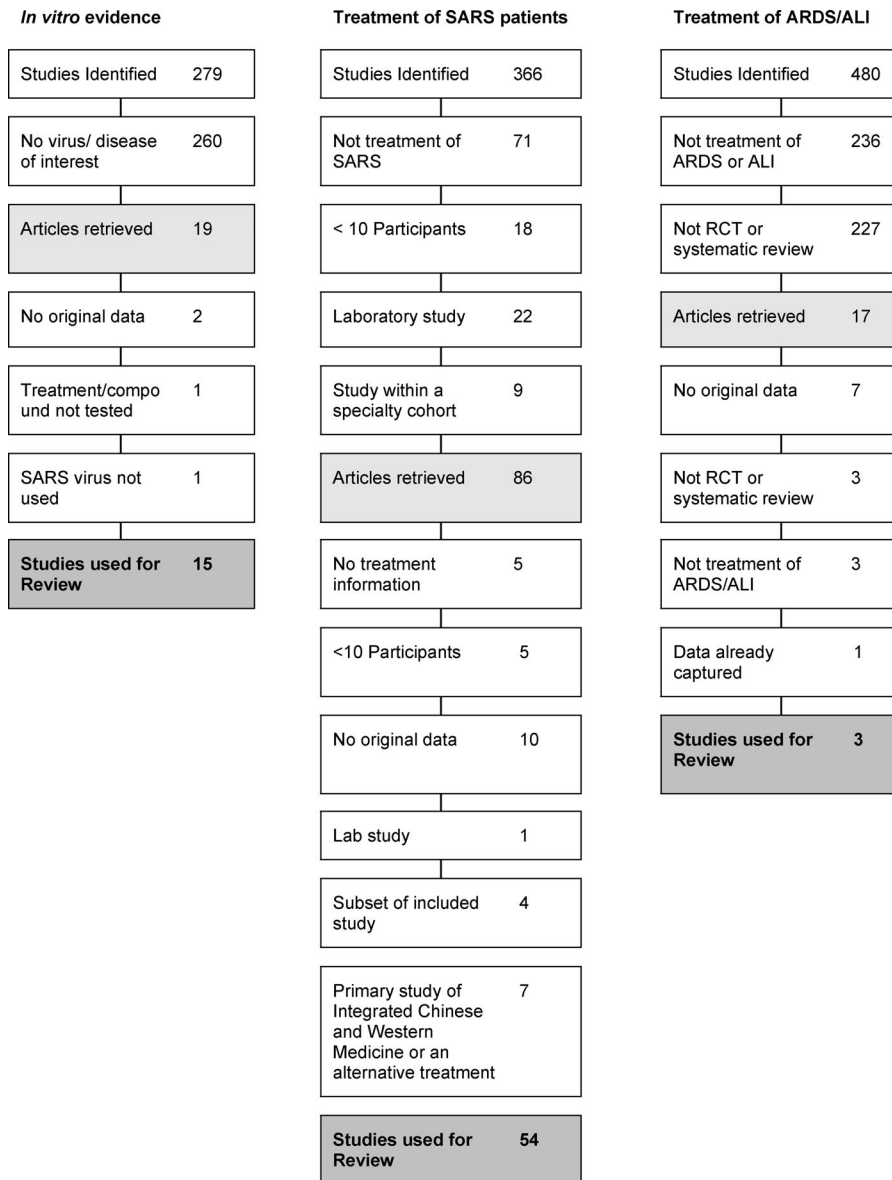 In vitro evidence
Studies Identified 279
No virus/ disease 260
of interest
Articles retrieved 19
No original data 2
Treatment/compo 1
und not tested
SARS virus not 1
used
Studies used for 15
Review
Treatment of SARS patients
Studies Identified 366
Not treatment of 71
SARS
< 10 Participants 18
Laboratory study 22
Study within a 9
specialty cohort
Articles retrieved 86
No treatment 5
information
<10 Participants 5
No original data 10
Lab study 1
Subset of included 4
study
Primary study of 7
Integrated Chinese
and Western
Medicine or an
alternative treatment
Studies used for 54
Review
Treatment of ARDS/ALI
Studies Identified 480
Not treatment of 236
ARDS or ALI
Not RCT or 227
systematic review
Articles retrieved 17
No original data 7
Not RCT or 3
systematic review
Not treatment of 3
ARDS/ALI
Data already 1
captured
Studies used for 3
Review